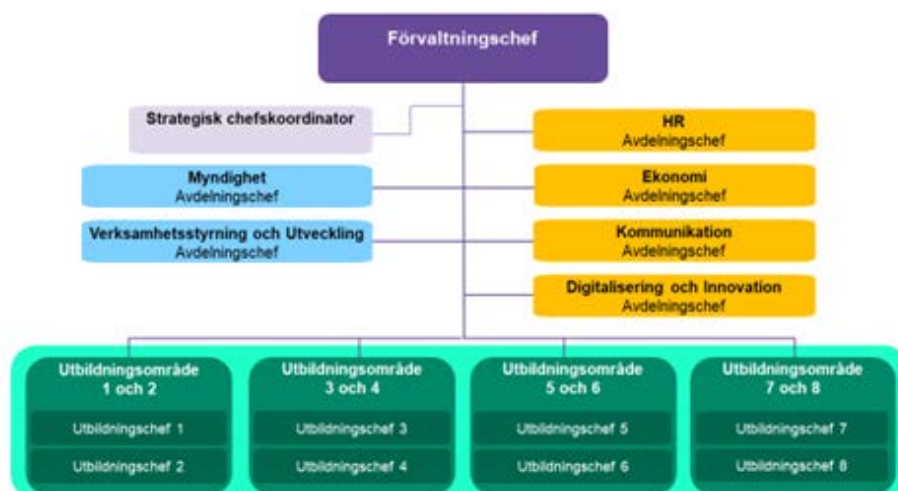 Förvaltningschef
Strategisk chefskoordinator
HR
Avdelningschef
Myndighet
Avdelningschef
Ekonomi
Avdelningschef
Verksamhetsstyrning och Utveckling
Avdelningschef
Kommunikation
Avdelningschef
Digitalisering och Innovation
Avdelningschef
Utbildningsområde
1 och 2
Utbildningschef 1
Utbildningschef 2
Utbildningsområde
3 och 4
Utbildningschef 3
Utbildningschef 4
Utbildningsområde
5 och 6
Utbildningschef 5
Utbildningschef 6
Utbildningsområde
7 och 8
Utbildningschef 7
Utbildningschef 8